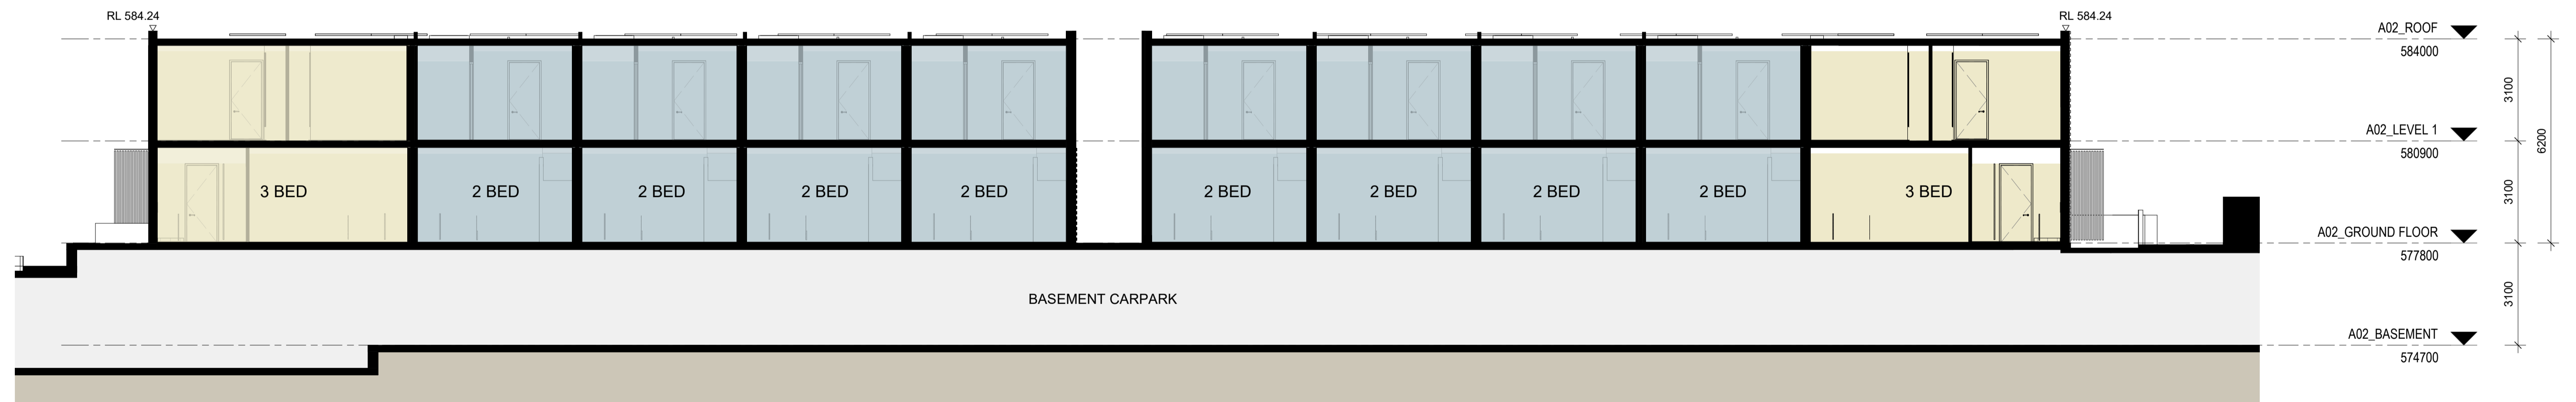 RL 584.24
RL 584.24
A02_ROOF
584000
3100
A02_LEVEL 1
580900
6200
3 BED
2 BED
2 BED
2 BED
2 BED
2 BED
2 BED
2 BED
2 BED
3 BED
3100
A02_GROUND FLOOR
577800
BASEMENT CARPARK
3100
A02_BASEMENT
574700